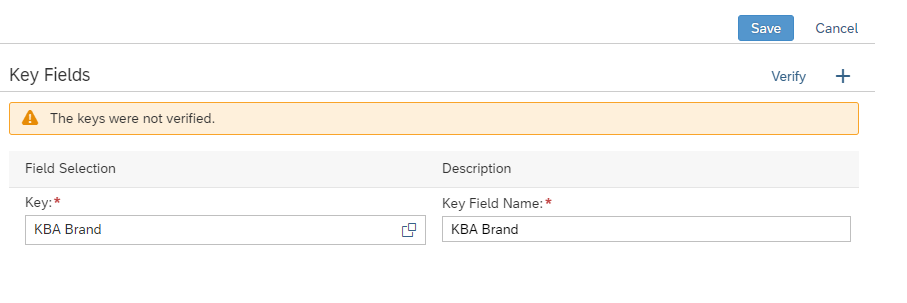 Save Cancel
Key Fields Verify
The keys were not verified.
Field Selection Description
Key:* Key Field Name:*
KBA Brand KBA Brand